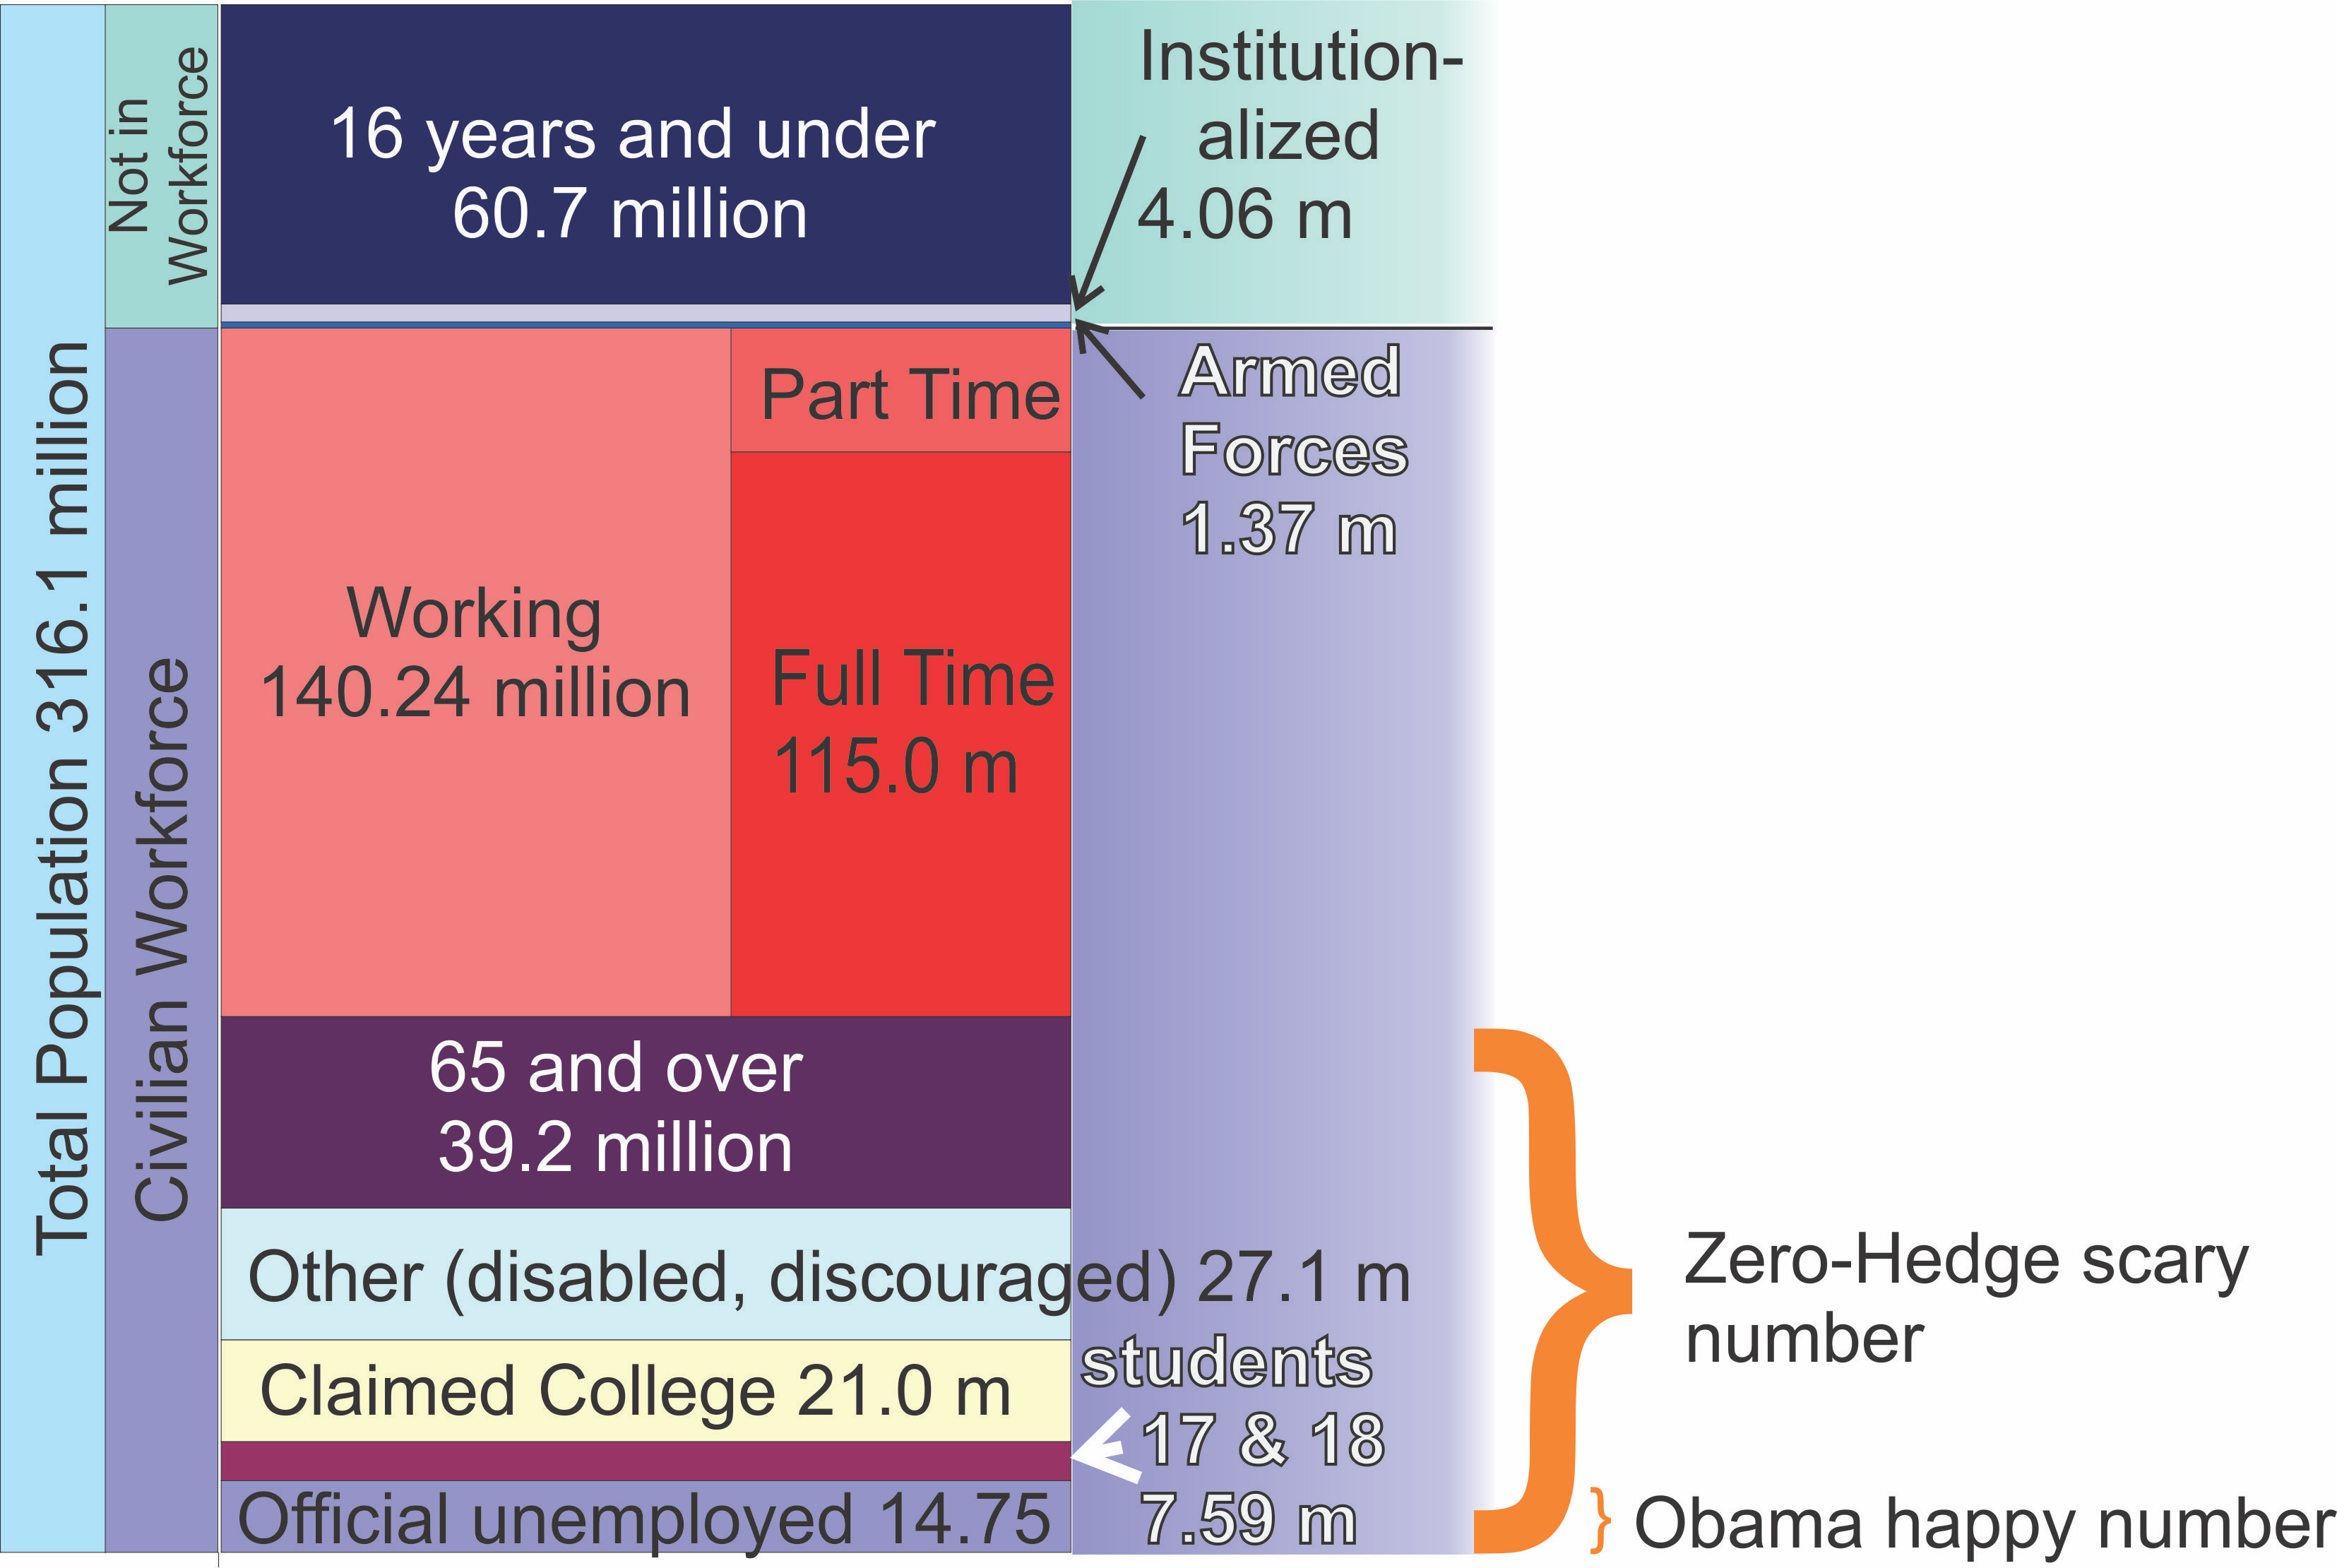 Total Population 316.1 million
Not in
Workforce
Civilian Workforce
16 years and under
60.7 million
Institution-
alized
4.06 m
Armed
Forces
1.37 m
Part Time
Working
140.24 million
Full Time
115.0 m
65 and over
39.2 million
Other (disabled, discouraged) 27.1 m
Claimed College 21.0 m
students
17 & 18
7.59 m
Official unemployed 14.75
Zero-Hedge scary
number
Obama happy number